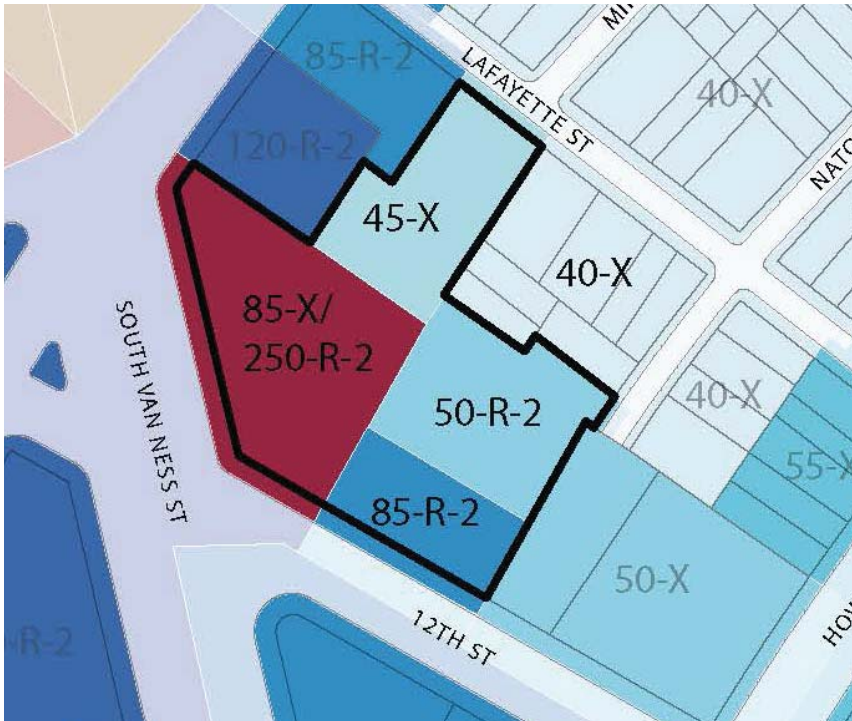 85-R-2
LAFAYETTE ST
40-X
120-R-2
45-X
40-X
85-X/
250-R-2
SOUTH VAN NESS ST
50-R-2
40-X
55-X
85-R-2
50-X
12TH ST
-R-2